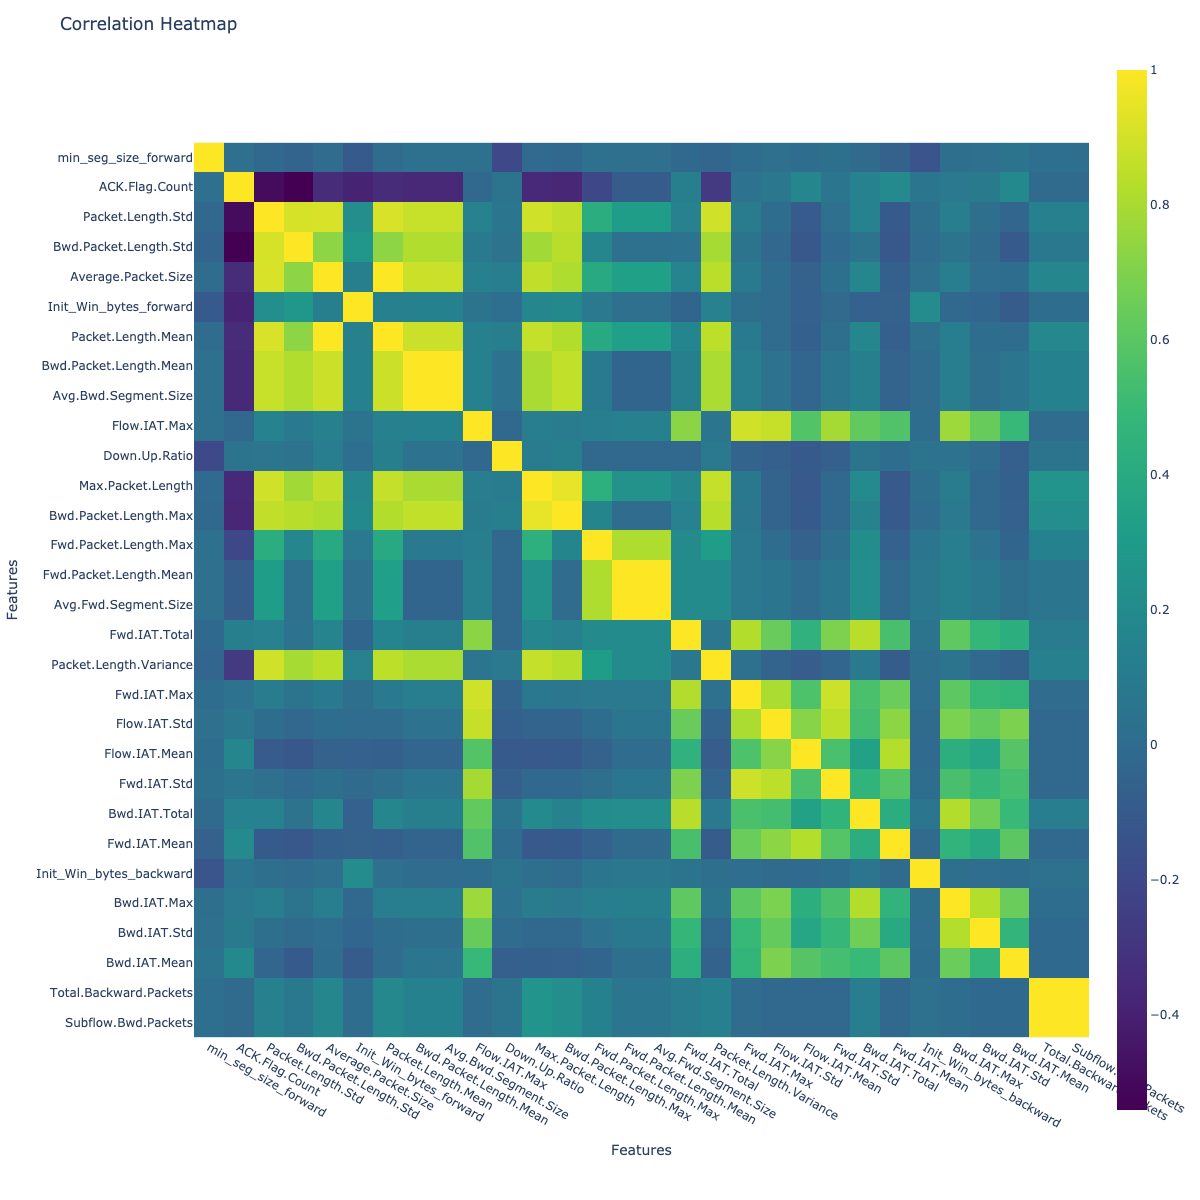 Correlation Heatmap
1
0.8
0.6
0.4
0.2
0
−0.2
−0.4
Features
min_seg_size_forward
ACK.Flag.Count
Packet.Length.Std
Bwd.Packet.Length.Std
Average.Packet.Size
Init_Win_bytes_forward
Packet.Length.Mean
Bwd.Packet.Length.Mean
Avg.Bwd.Segment.Size
Flow.IAT.Max
Down.Up.Ratio
Max.Packet.Length
Bwd.Packet.Length.Max
Fwd.Packet.Length.Max
Fwd.Packet.Length.Mean
Avg.Fwd.Segment.Size
Fwd.IAT.Total
Packet.Length.Variance
Fwd.IAT.Max
Flow.IAT.Std
Flow.IAT.Mean
Fwd.IAT.Std
Bwd.IAT.Total
Fwd.IAT.Mean
Init_Win_bytes_backward
Bwd.IAT.Max
Bwd.IAT.Std
Bwd.IAT.Mean
Total.Backward.Packets
Subflow.Bwd.Packets
min_seg_size_forward
ACK.Flag.Count
Packet.Length.Std
Bwd.Packet.Length.Std
Average.Packet.Size
Init_Win_bytes_forward
Packet.Length.Mean
Bwd.Packet.Length.Mean
Avg.Bwd.Segment.Size
Flow.IAT.Max
Down.Up.Ratio
Max.Packet.Length
Bwd.Packet.Length.Max
Fwd.Packet.Length.Max
Fwd.Packet.Length.Mean
Avg.Fwd.Segment.Size
Fwd.IAT.Total
Packet.Length.Variance
Fwd.IAT.Max
Flow.IAT.Std
Flow.IAT.Mean
Fwd.IAT.Std
Bwd.IAT.Total
Fwd.IAT.Mean
Init_Win_bytes_backward
Bwd.IAT.Max
Bwd.IAT.Std
Bwd.IAT.Mean
Total.Backward.Packets
Subflow.Bwd.Packets
Features